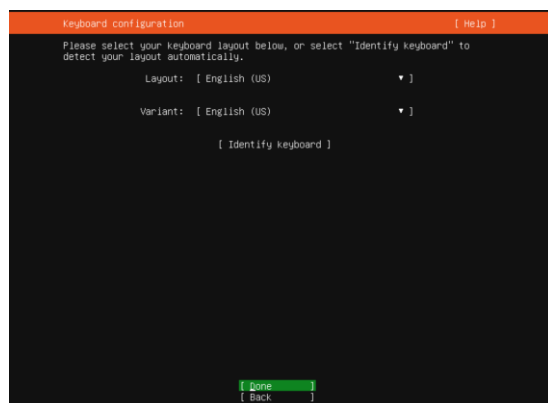 Keyboard configuration [ Help ]
Please select your keyboard layout below, or select "Identify keyboard" to
detect your layout automatically.
Layout: [ English (US) ▾ ]
Variant: [ English (US) ▾ ]
[ Identify keyboard ]
[ Done ]
[ Back ]